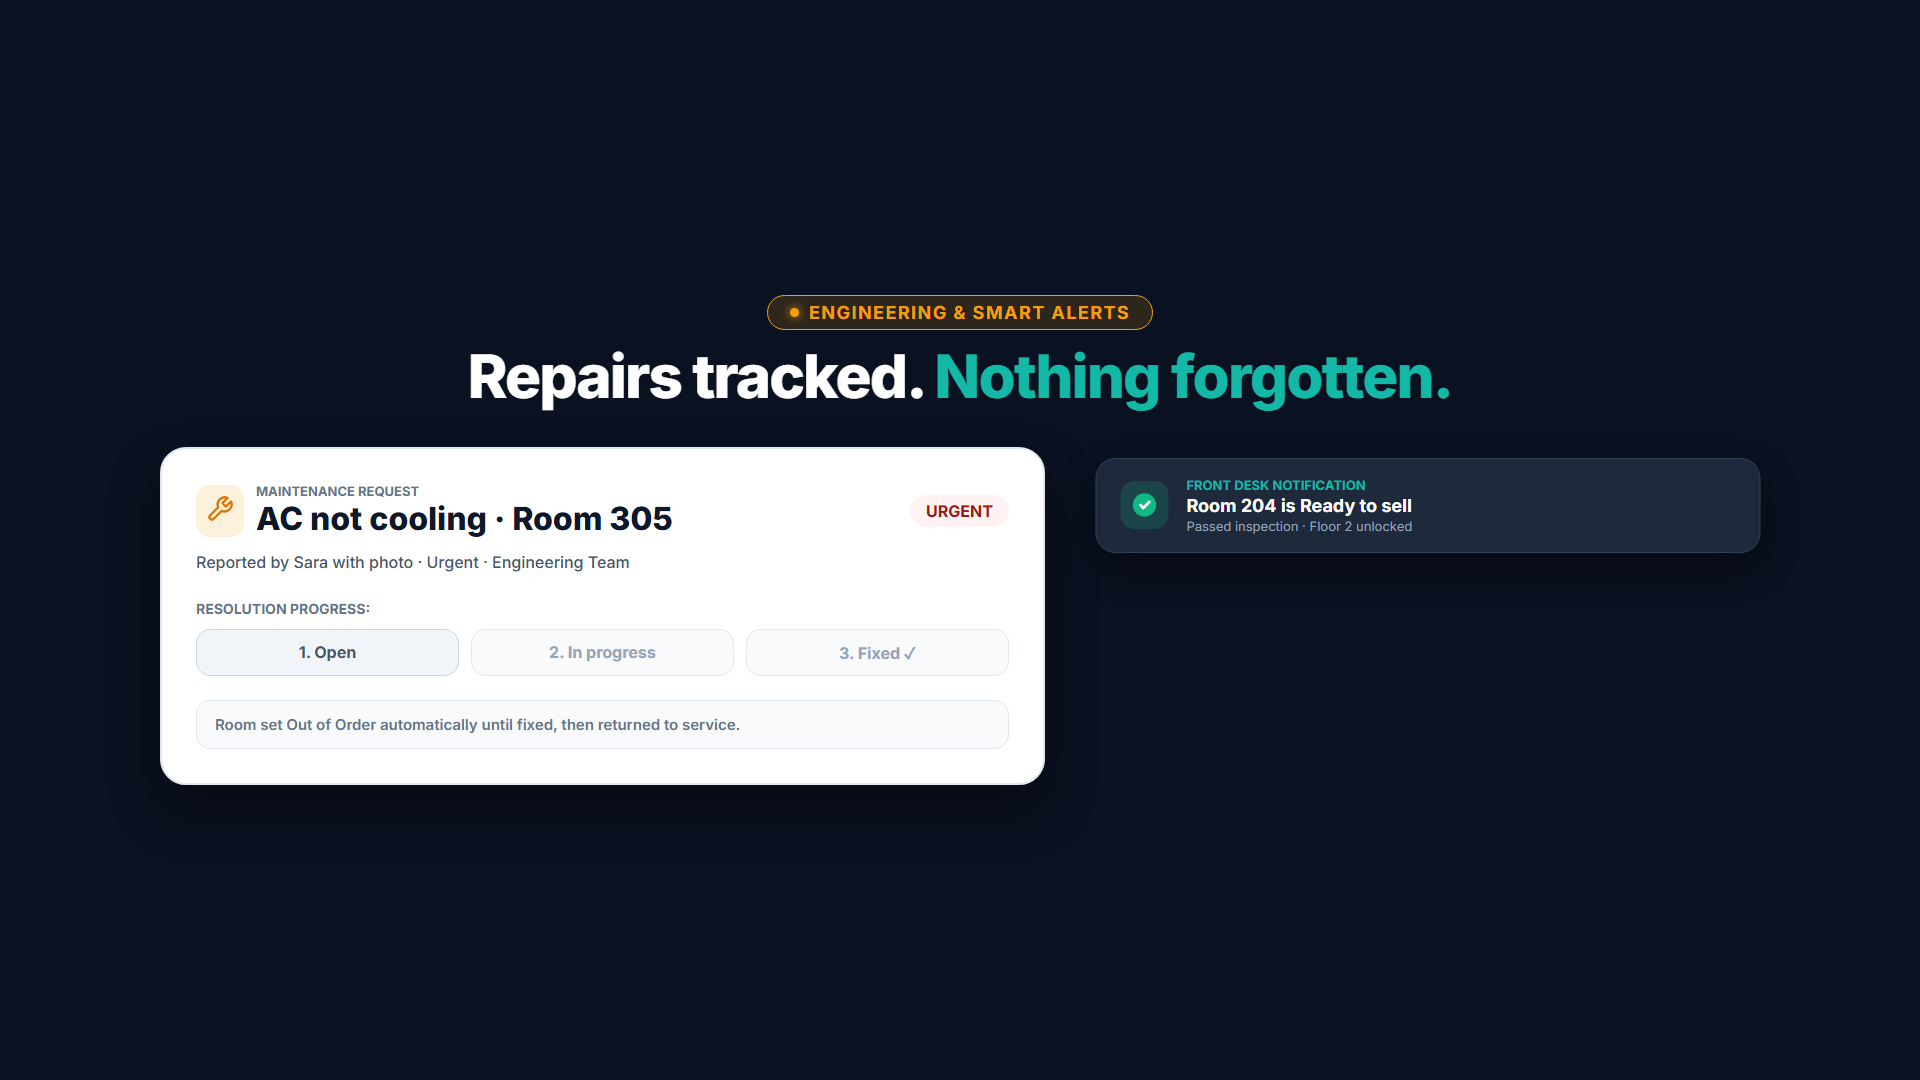 ENGINEERING & SMART ALERTS
Repairs tracked. Nothing forgotten.
MAINTENANCE REQUEST
AC not cooling · Room 305
URGENT
Reported by Sara with photo · Urgent · Engineering Team
RESOLUTION PROGRESS:
1. Open
2. In progress
3. Fixed ✓
Room set Out of Order automatically until fixed, then returned to service.
FRONT DESK NOTIFICATION
Room 204 is Ready to sell
Passed inspection · Floor 2 unlocked